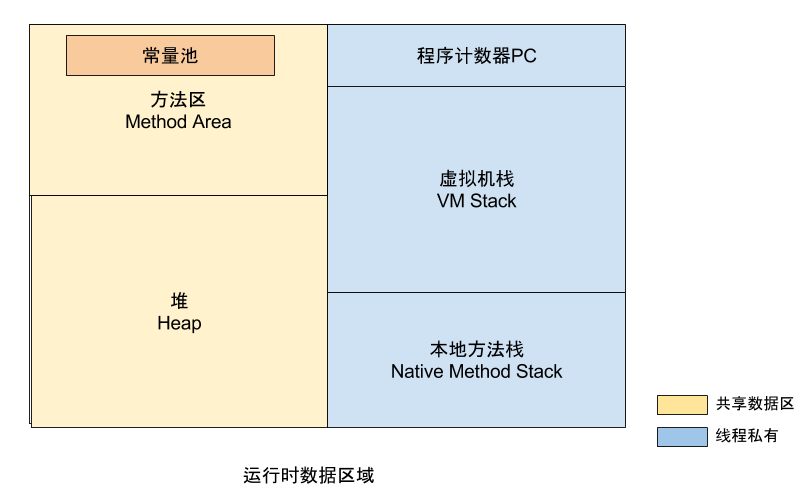 常量池
方法区
Method Area
堆
Heap
程序计数器PC
虚拟机栈
VM Stack
本地方法栈
Native Method Stack
共享数据区
线程私有
运行时数据区域